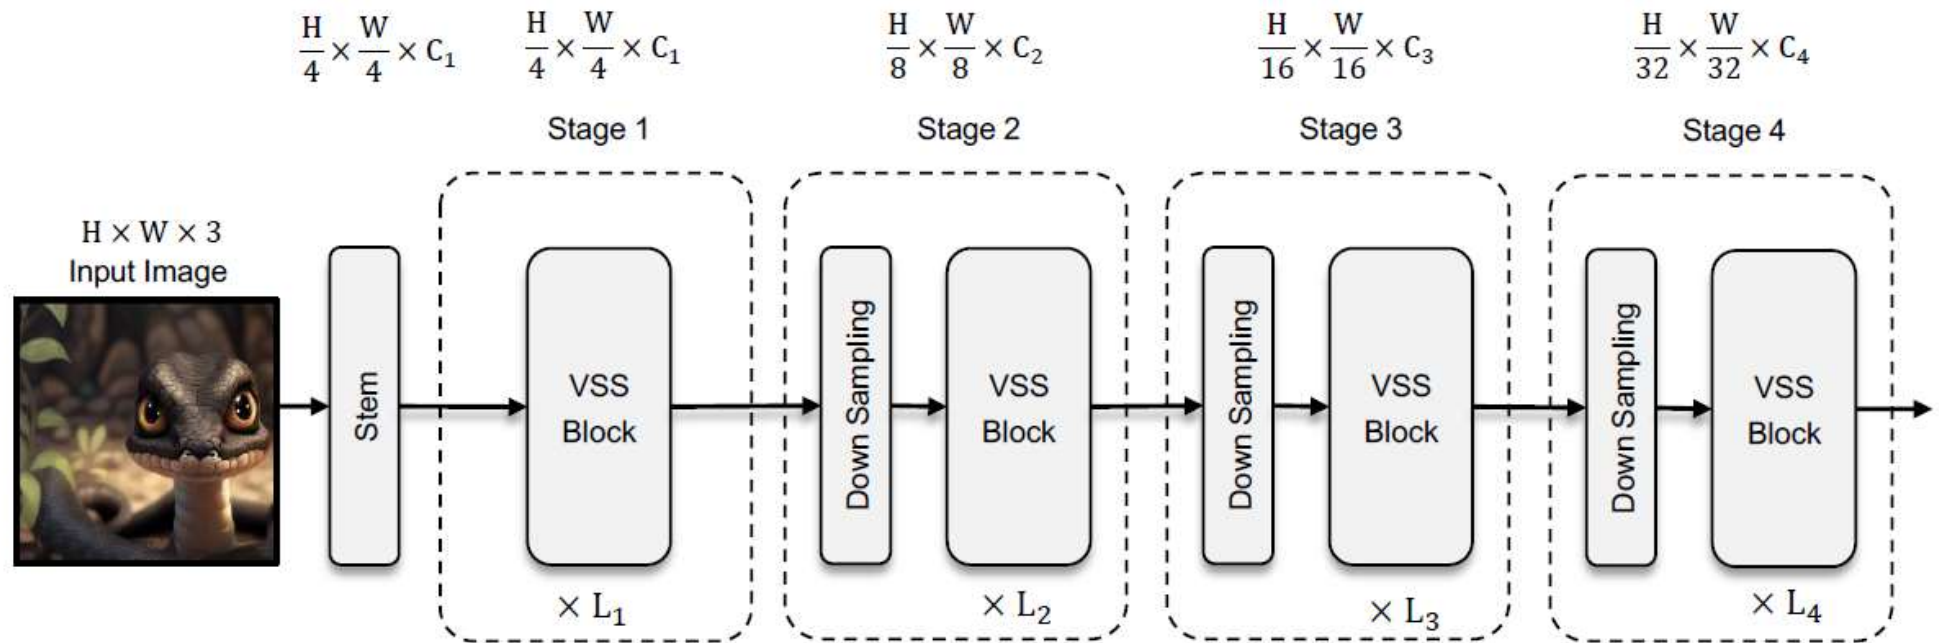 H/4 × W/4 × C₁
H/4 × W/4 × C₁
H/8 × W/8 × C₂
H/16 × W/16 × C₃
H/32 × W/32 × C₄
Stage 1
Stage 2
Stage 3
Stage 4
H × W × 3
Input Image
Stem
VSS
Block
Down Sampling
VSS
Block
Down Sampling
VSS
Block
Down Sampling
VSS
Block
× L₁
× L₂
× L₃
× L₄